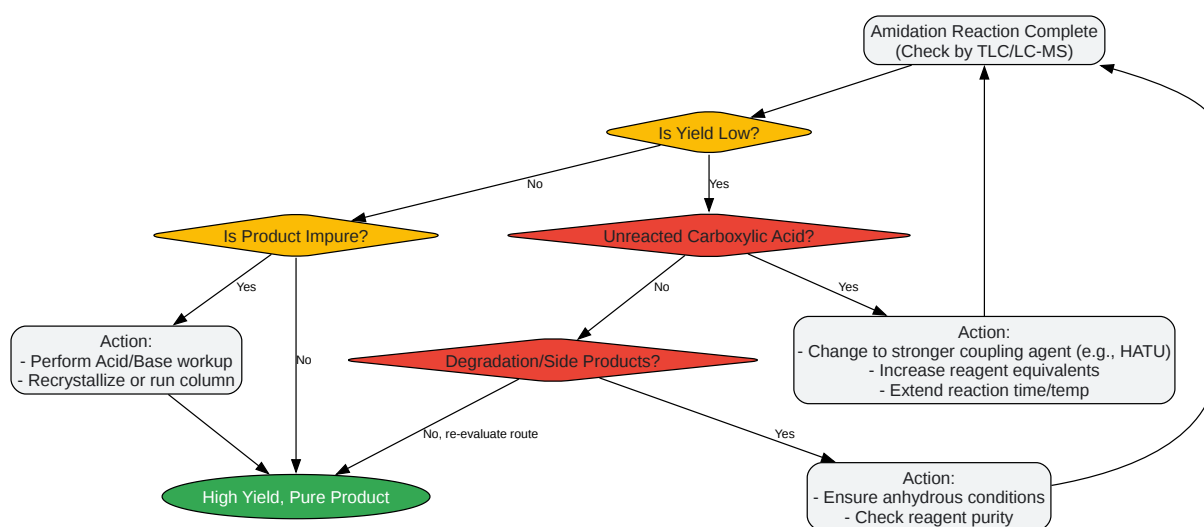 Amidation Reaction Complete
(Check by TLC/LC-MS)
Is Yield Low?
No
Yes
Is Product Impure?
Unreacted Carboxylic Acid?
Yes
No
Yes
Action:
- Perform Acid/Base workup
- Recrystallize or run column
No
Degradation/Side Products?
Action:
- Change to stronger coupling agent (e.g., HATU)
- Increase reagent equivalents
- Extend reaction time/temp
No, re-evaluate route
Yes
High Yield, Pure Product
Action:
- Ensure anhydrous conditions
- Check reagent purity